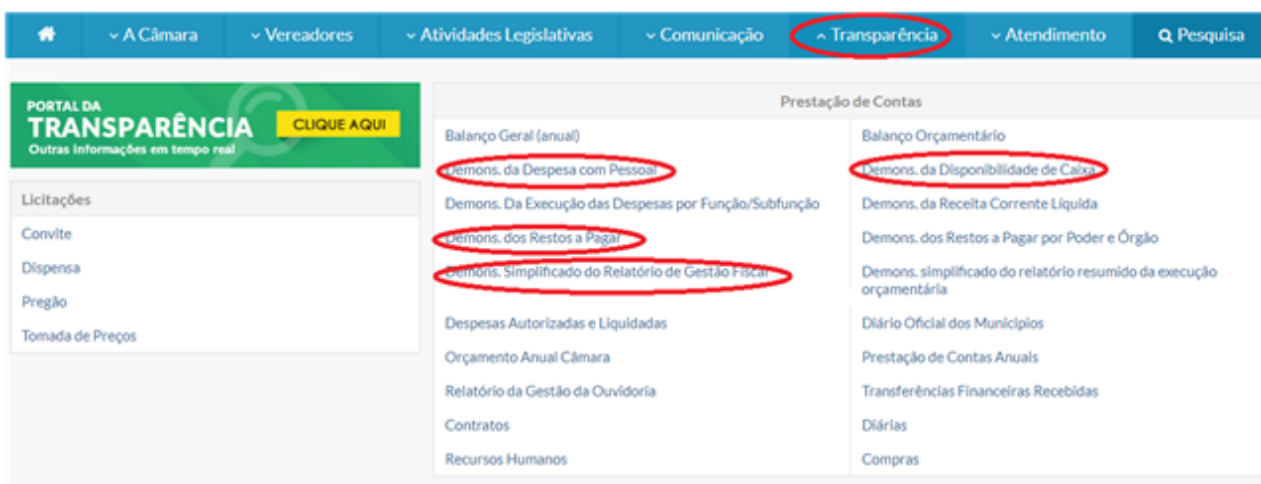 A Câmara
Vereadores
Atividades Legislativas
Comunicação
Transparência
Atendimento
Pesquisa
PORTAL DA
TRANSPARÊNCIA
Outras informações em tempo real
CLIQUE AQUI
Licitações
Convite
Dispensa
Pregão
Tomada de Preços
Prestação de Contas
Balanço Geral (anual)
Demons. da Despesa com Pessoal
Demons. Da Execução das Despesas por Função/Subfunção
Demons. dos Restos a Pagar
Demons. Simplificado do Relatório de Gestão Fiscal
Despesas Autorizadas e Liquidadas
Orçamento Anual Câmara
Relatório da Gestão da Ouvidoria
Contratos
Recursos Humanos
Balanço Orçamentário
Demons. da Disponibilidade de Caixa
Demons. da Receita Corrente Líquida
Demons. dos Restos a Pagar por Poder e Órgão
Demons. simplificado do relatório resumido da execução
orçamentária
Diário Oficial dos Municipios
Prestação de Contas Anuais
Transferências Financeiras Recebidas
Diárias
Compras